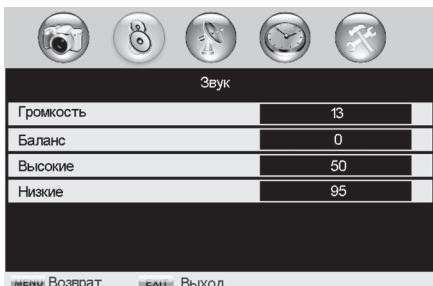 Звук
Громкость 13
Баланс 0
Высокие 50
Низкие 95
MENU Возврат EXIT Выход